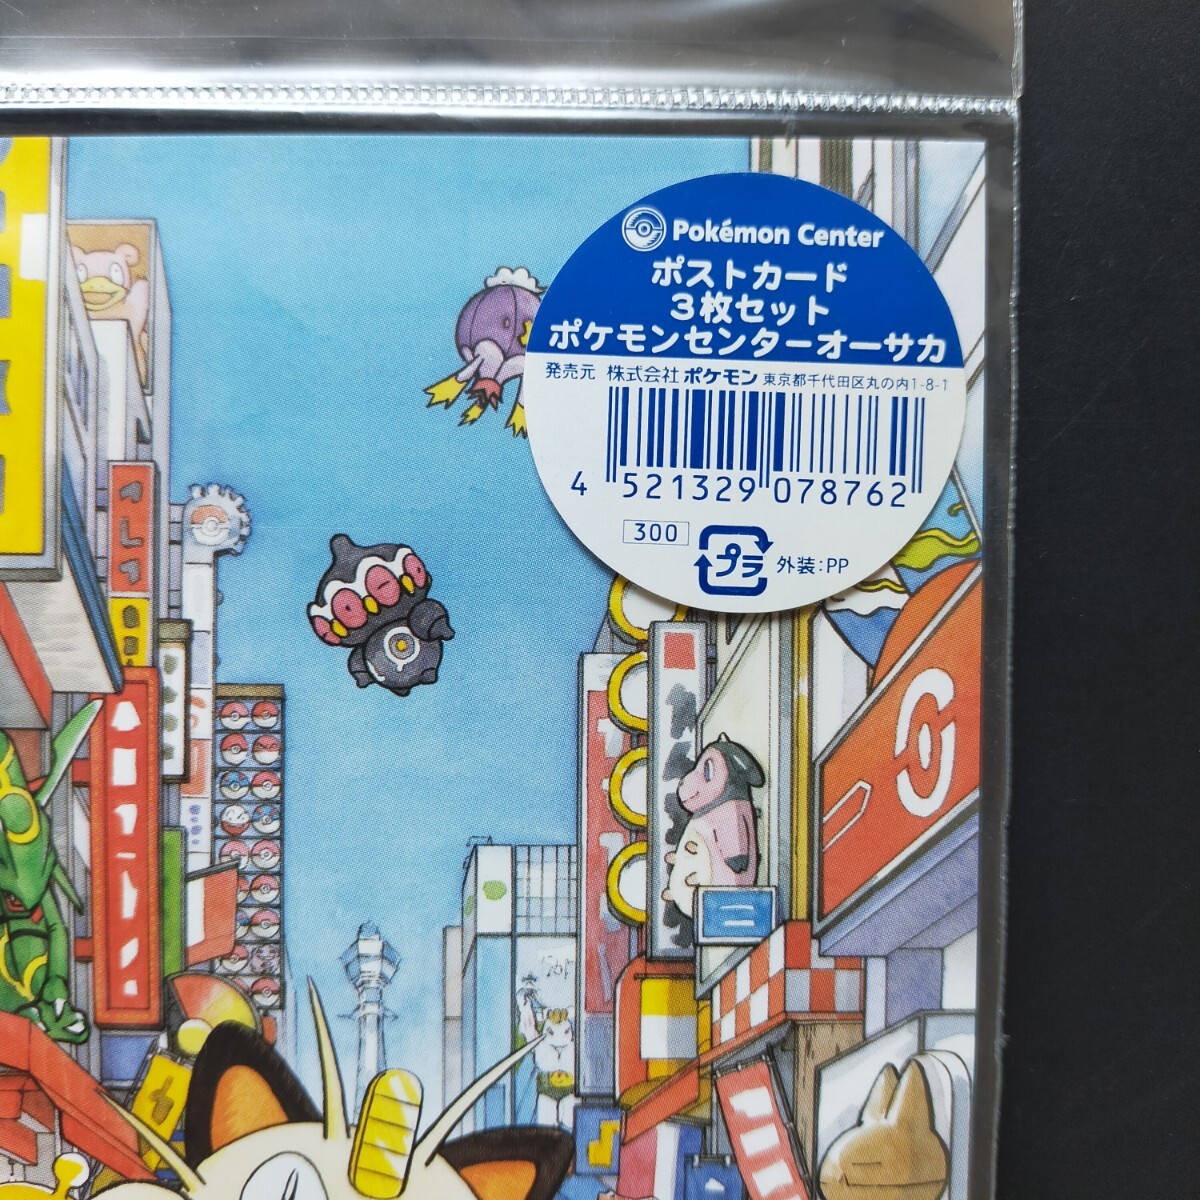 Pokémon Center
ポストカード
3枚セット
ポケモンセンターオーサカ
発売元 株式会社ポケモン 東京都千代田区丸の内1-8-1
4 521329 078762
300
プラ 外装:PP